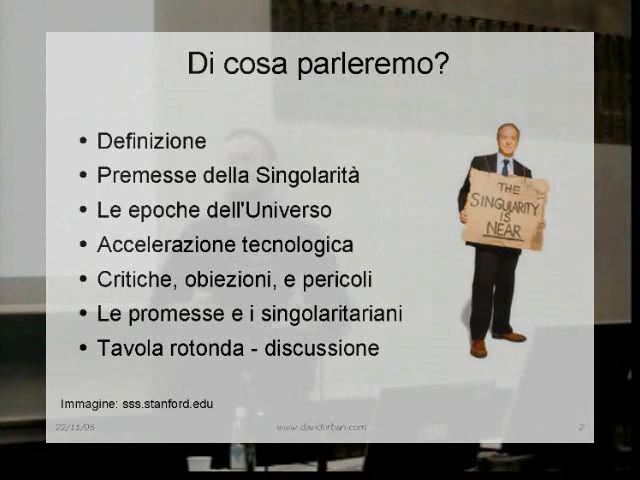 Di cosa parleremo?
• Definizione
• Premesse della Singolarità
• Le epoche dell'Universo
• Accelerazione tecnologica
• Critiche, obiezioni, e pericoli
• Le promesse e i singolaritariani
• Tavola rotonda - discussione
THE
SINGULARITY
IS
NEAR
Immagine: sss.stanford.edu
22/11/06
www.davidorban.com
2